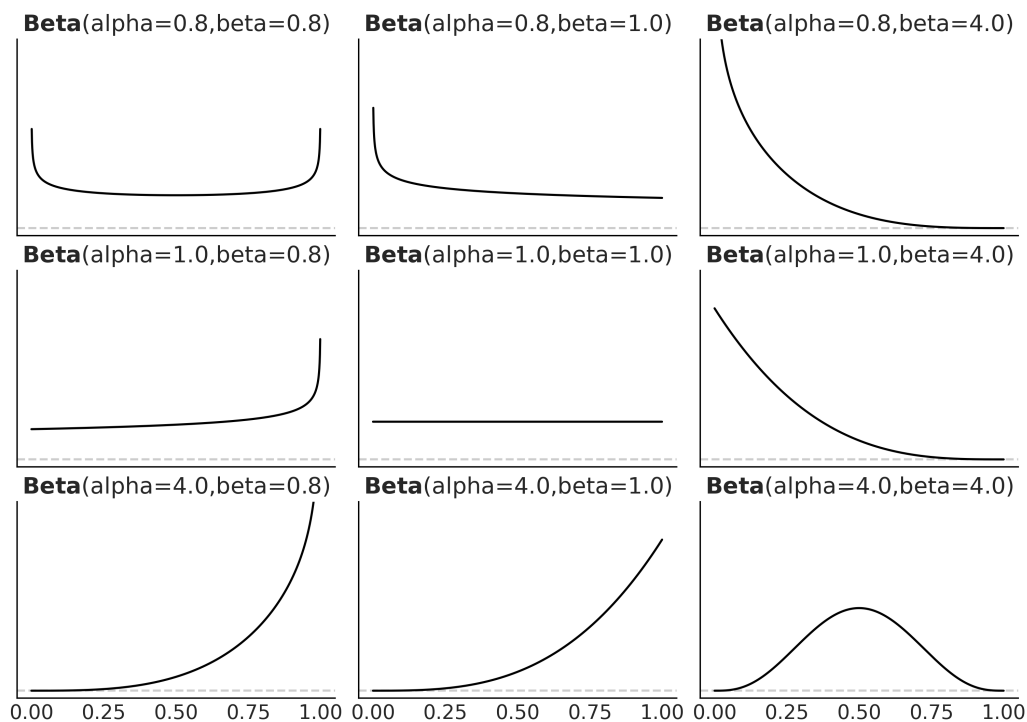 Beta(alpha=0.8,beta=0.8) Beta(alpha=0.8,beta=1.0) Beta(alpha=0.8,beta=4.0)
Beta(alpha=1.0,beta=0.8) Beta(alpha=1.0,beta=1.0) Beta(alpha=1.0,beta=4.0)
Beta(alpha=4.0,beta=0.8) Beta(alpha=4.0,beta=1.0) Beta(alpha=4.0,beta=4.0)
0.00 0.25 0.50 0.75 1.00 0.00 0.25 0.50 0.75 1.00 0.00 0.25 0.50 0.75 1.00